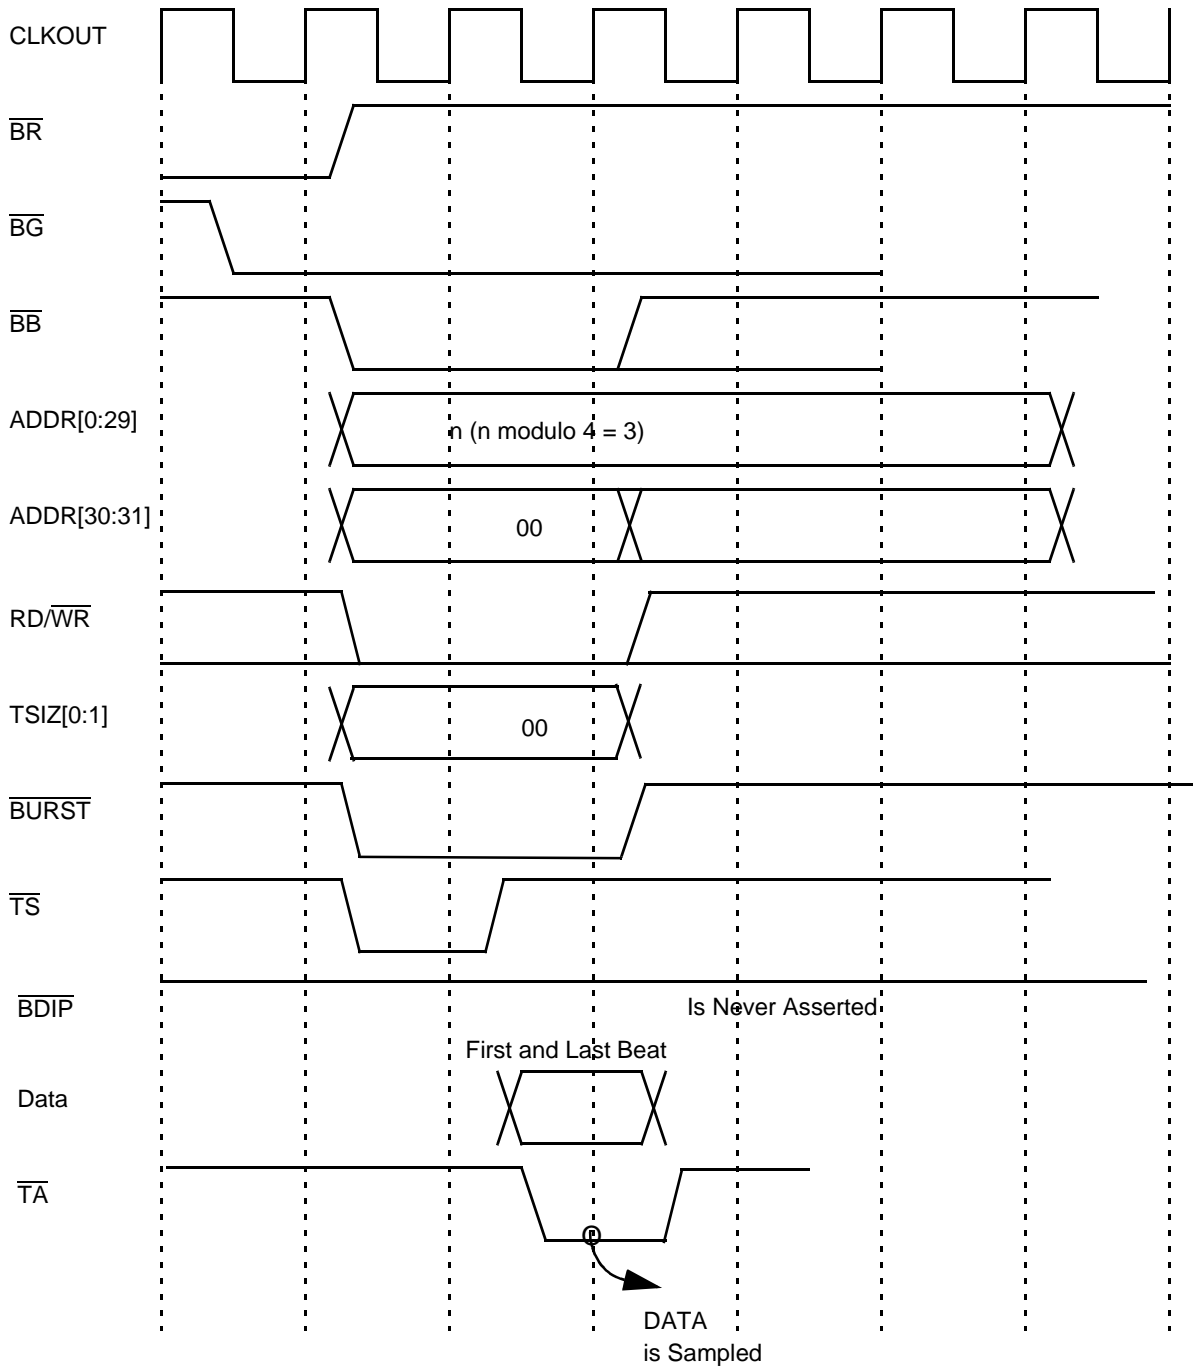 CLKOUT
BR
BG
BB
ADDR[0:29]
n (n modulo 4 = 3)
ADDR[30:31]
00
RD/WR
TSIZ[0:1]
00
BURST
TS
BDIP
Is Never Asserted
First and Last Beat
Data
TA
DATA
is Sampled